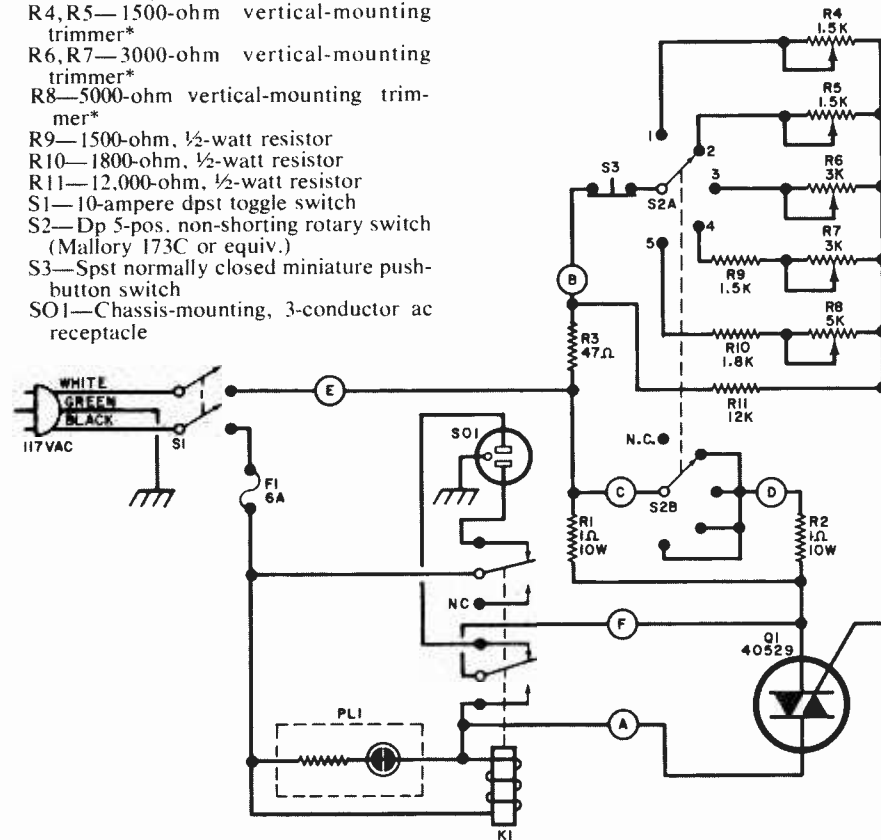 R4,R5—1500-ohm vertical-mounting
trimmer*
R6,R7—3000-ohm vertical-mounting
trimmer*
R8—5000-ohm vertical-mounting trim-
mer*
R9—1500-ohm, ½-watt resistor
R10—1800-ohm, ½-watt resistor
R11—12,000-ohm, ½-watt resistor
S1—10-ampere dpst toggle switch
S2—Dp 5-pos. non-shorting rotary switch
(Mallory 173C or equiv.)
S3—Spst normally closed miniature push-
button switch
SO1—Chassis-mounting, 3-conductor ac
receptacle
R4
1.5K
R5
1.5K
1
2
S3
S2A
3
R6
3K
4
5
R7
3K
R9
1.5K
B
R8
5K
R10
1.8K
R3
47Ω
R11
12K
WHITE
GREEN
BLACK
117VAC
S1
E
SO1
N.C.
F1
6A
C
S2B
D
R1
1Ω
10W
R2
1Ω
10W
NC
F
Q1
40529
PL1
A
K1